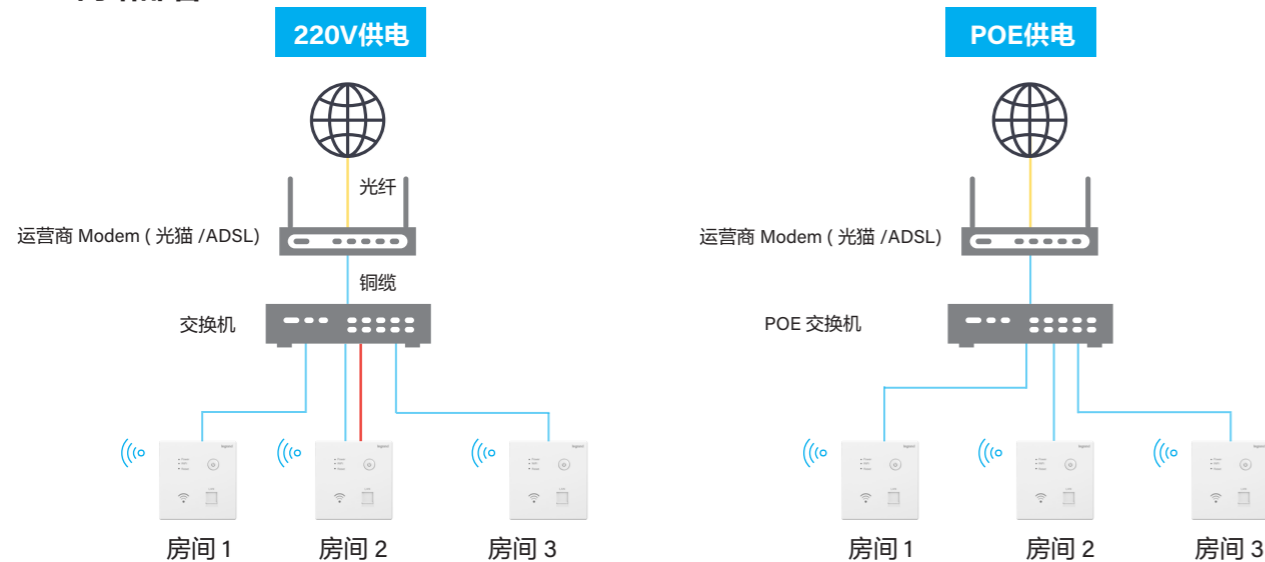 220V供电
光纤
运营商 Modem ( 光猫 /ADSL)
铜缆
交换机
房间 1
房间 2
房间 3
POE供电
运营商 Modem ( 光猫 /ADSL)
POE 交换机
房间 1
房间 2
房间 3